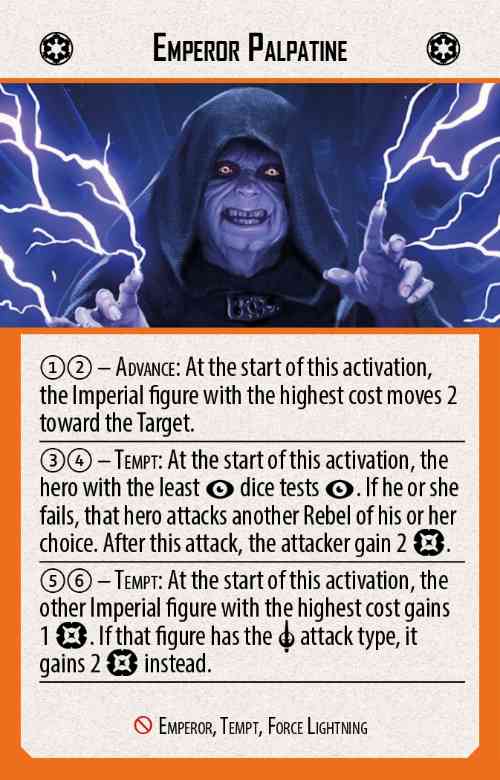 Emperor Palpatine
①② – Advance: At the start of this activation,
the Imperial figure with the highest cost moves 2
toward the Target.
③④ – Tempt: At the start of this activation, the
hero with the least dice tests . If he or she
fails, that hero attacks another Rebel of his or her
choice. After this attack, the attacker gain 2 .
⑤⑥ – Tempt: At the start of this activation, the
other Imperial figure with the highest cost gains
1 . If that figure has the attack type, it
gains 2 instead.
Emperor, Tempt, Force Lightning